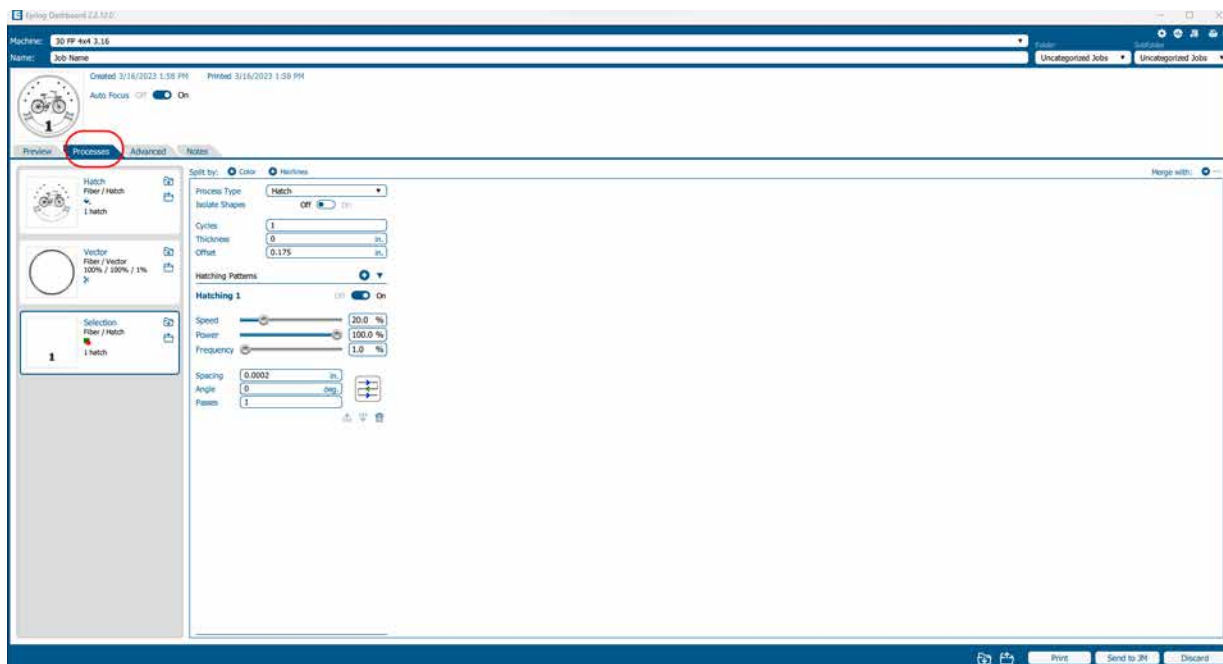 Epilog Dashboard 2.2.12.0
Machine: 30 FP 4x4 3.16
Folder Subfolder
Name: Job Name Uncategorized Jobs Uncategorized Jobs
Created 3/16/2023 1:58 PM Printed 3/16/2023 1:58 PM
Auto Focus Off On
1
Preview Processes Advanced Notes
Hatch
Fiber / Hatch
1 hatch
Vector
Fiber / Vector
100% / 100% / 1%
Selection
Fiber / Hatch
1 hatch
1
Split by: Color Hairlines Merge with:
Process Type Hatch
Isolate Shapes Off On
Cycles 1
Thickness 0 in.
Offset 0.175 in.
Hatching Patterns
Hatching 1 Off On
Speed 20.0 %
Power 100.0 %
Frequency 1.0 %
Spacing 0.0002 in.
Angle 0 deg.
Passes 1
Print Send to JM Discard